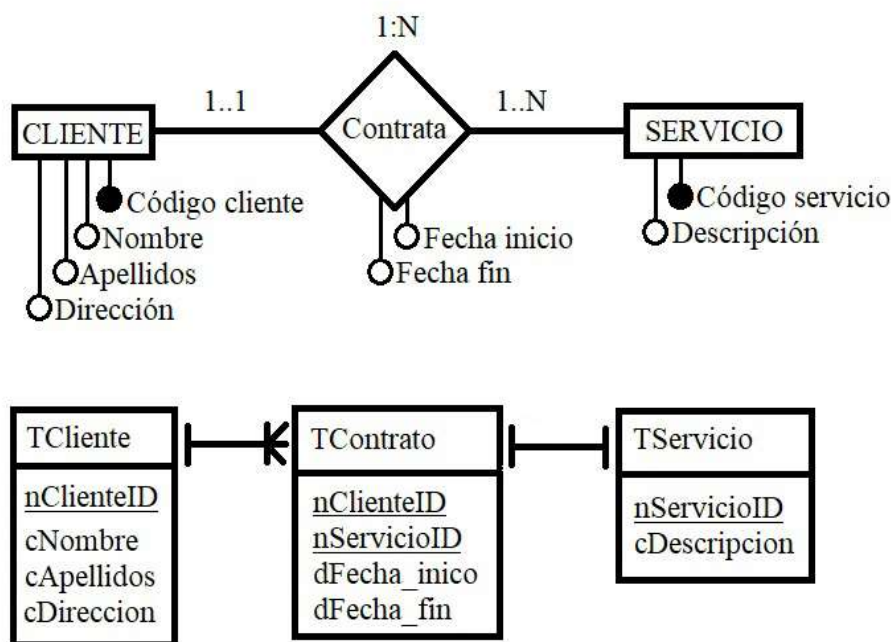 1:N
1..1
1..N
CLIENTE
Contrata
SERVICIO
Código cliente
Nombre
Apellidos
Dirección
Fecha inicio
Fecha fin
Código servicio
Descripción
TCliente
nClienteID
cNombre
cApellidos
cDireccion
TContrato
nClienteID
nServicioID
dFecha_inico
dFecha_fin
TServicio
nServicioID
cDescripcion